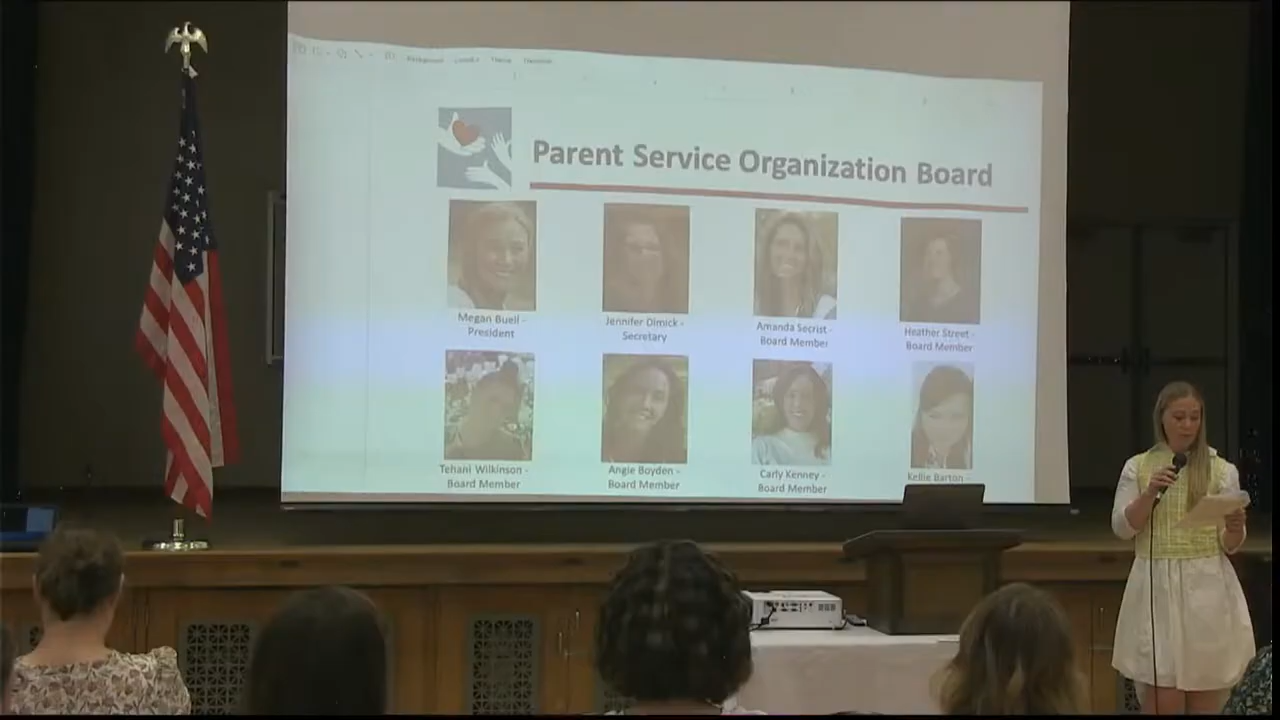 Parent Service Organization Board
Megan Buell -
President
Jennifer Dimick -
Secretary
Amanda Secrist -
Board Member
Heather Street -
Board Member
Tehani Wilkinson -
Board Member
Angie Boyden -
Board Member
Carly Kenney -
Board Member
Kellie Barton -